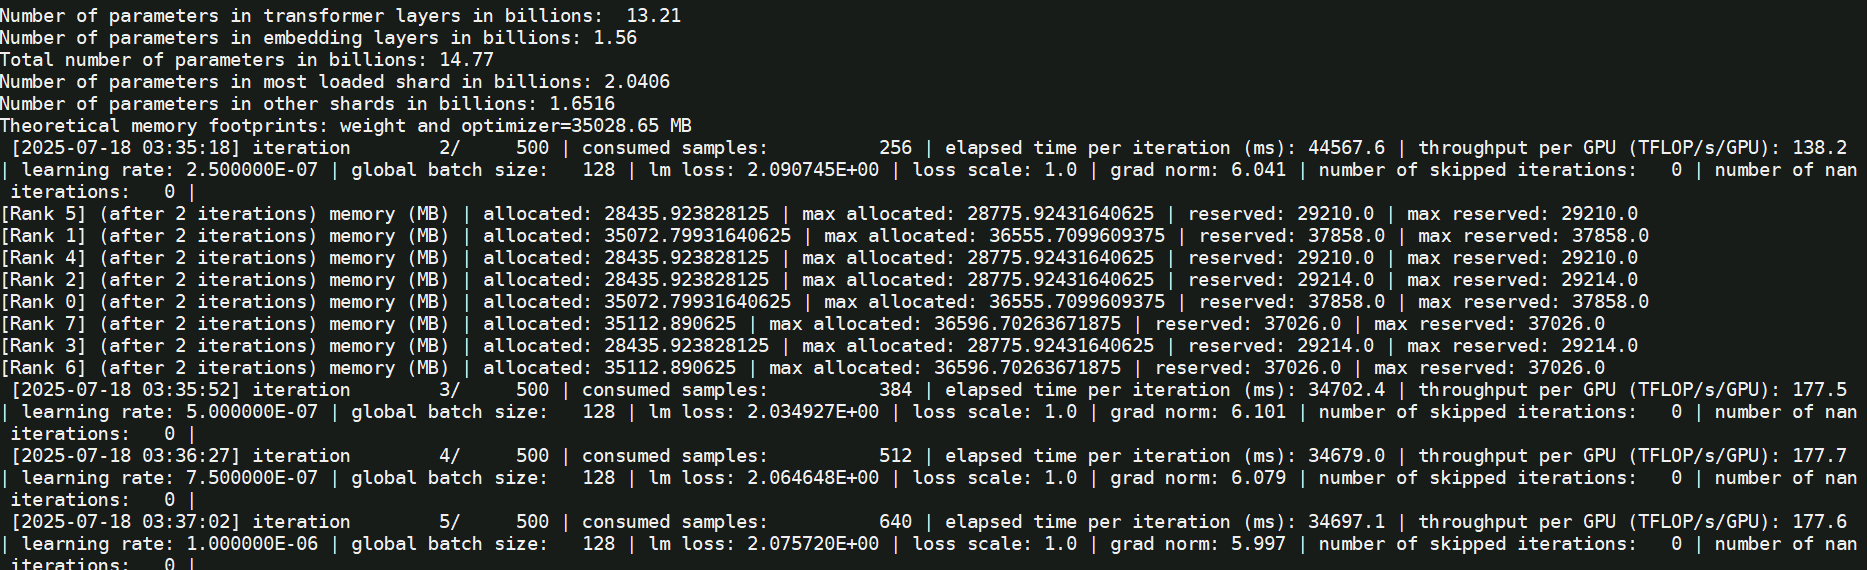 Number of parameters in transformer layers in billions:  13.21
Number of parameters in embedding layers in billions: 1.56
Total number of parameters in billions: 14.77
Number of parameters in most loaded shard in billions: 2.0406
Number of parameters in other shards in billions: 1.6516
Theoretical memory footprints: weight and optimizer=35028.65 MB
 [2025-07-18 03:35:18] iteration        2/     500 | consumed samples:          256 | elapsed time per iteration (ms): 44567.6 | throughput per GPU (TFLOP/s/GPU): 138.2
| learning rate: 2.500000E-07 | global batch size:   128 | lm loss: 2.090745E+00 | loss scale: 1.0 | grad norm: 6.041 | number of skipped iterations:   0 | number of nan
 iterations:   0 |
[Rank 5] (after 2 iterations) memory (MB) | allocated: 28435.923828125 | max allocated: 28775.92431640625 | reserved: 29210.0 | max reserved: 29210.0
[Rank 1] (after 2 iterations) memory (MB) | allocated: 35072.79931640625 | max allocated: 36555.7099609375 | reserved: 37858.0 | max reserved: 37858.0
[Rank 4] (after 2 iterations) memory (MB) | allocated: 28435.923828125 | max allocated: 28775.92431640625 | reserved: 29210.0 | max reserved: 29210.0
[Rank 2] (after 2 iterations) memory (MB) | allocated: 28435.923828125 | max allocated: 28775.92431640625 | reserved: 29214.0 | max reserved: 29214.0
[Rank 0] (after 2 iterations) memory (MB) | allocated: 35072.79931640625 | max allocated: 36555.7099609375 | reserved: 37858.0 | max reserved: 37858.0
[Rank 7] (after 2 iterations) memory (MB) | allocated: 35112.890625 | max allocated: 36596.70263671875 | reserved: 37026.0 | max reserved: 37026.0
[Rank 3] (after 2 iterations) memory (MB) | allocated: 28435.923828125 | max allocated: 28775.92431640625 | reserved: 29214.0 | max reserved: 29214.0
[Rank 6] (after 2 iterations) memory (MB) | allocated: 35112.890625 | max allocated: 36596.70263671875 | reserved: 37026.0 | max reserved: 37026.0
 [2025-07-18 03:35:52] iteration        3/     500 | consumed samples:          384 | elapsed time per iteration (ms): 34702.4 | throughput per GPU (TFLOP/s/GPU): 177.5
| learning rate: 5.000000E-07 | global batch size:   128 | lm loss: 2.034927E+00 | loss scale: 1.0 | grad norm: 6.101 | number of skipped iterations:   0 | number of nan
 iterations:   0 |
 [2025-07-18 03:36:27] iteration        4/     500 | consumed samples:          512 | elapsed time per iteration (ms): 34679.0 | throughput per GPU (TFLOP/s/GPU): 177.7
| learning rate: 7.500000E-07 | global batch size:   128 | lm loss: 2.064648E+00 | loss scale: 1.0 | grad norm: 6.079 | number of skipped iterations:   0 | number of nan
 iterations:   0 |
 [2025-07-18 03:37:02] iteration        5/     500 | consumed samples:          640 | elapsed time per iteration (ms): 34697.1 | throughput per GPU (TFLOP/s/GPU): 177.6
| learning rate: 1.000000E-06 | global batch size:   128 | lm loss: 2.075720E+00 | loss scale: 1.0 | grad norm: 5.997 | number of skipped iterations:   0 | number of nan
 iterations:   0 |